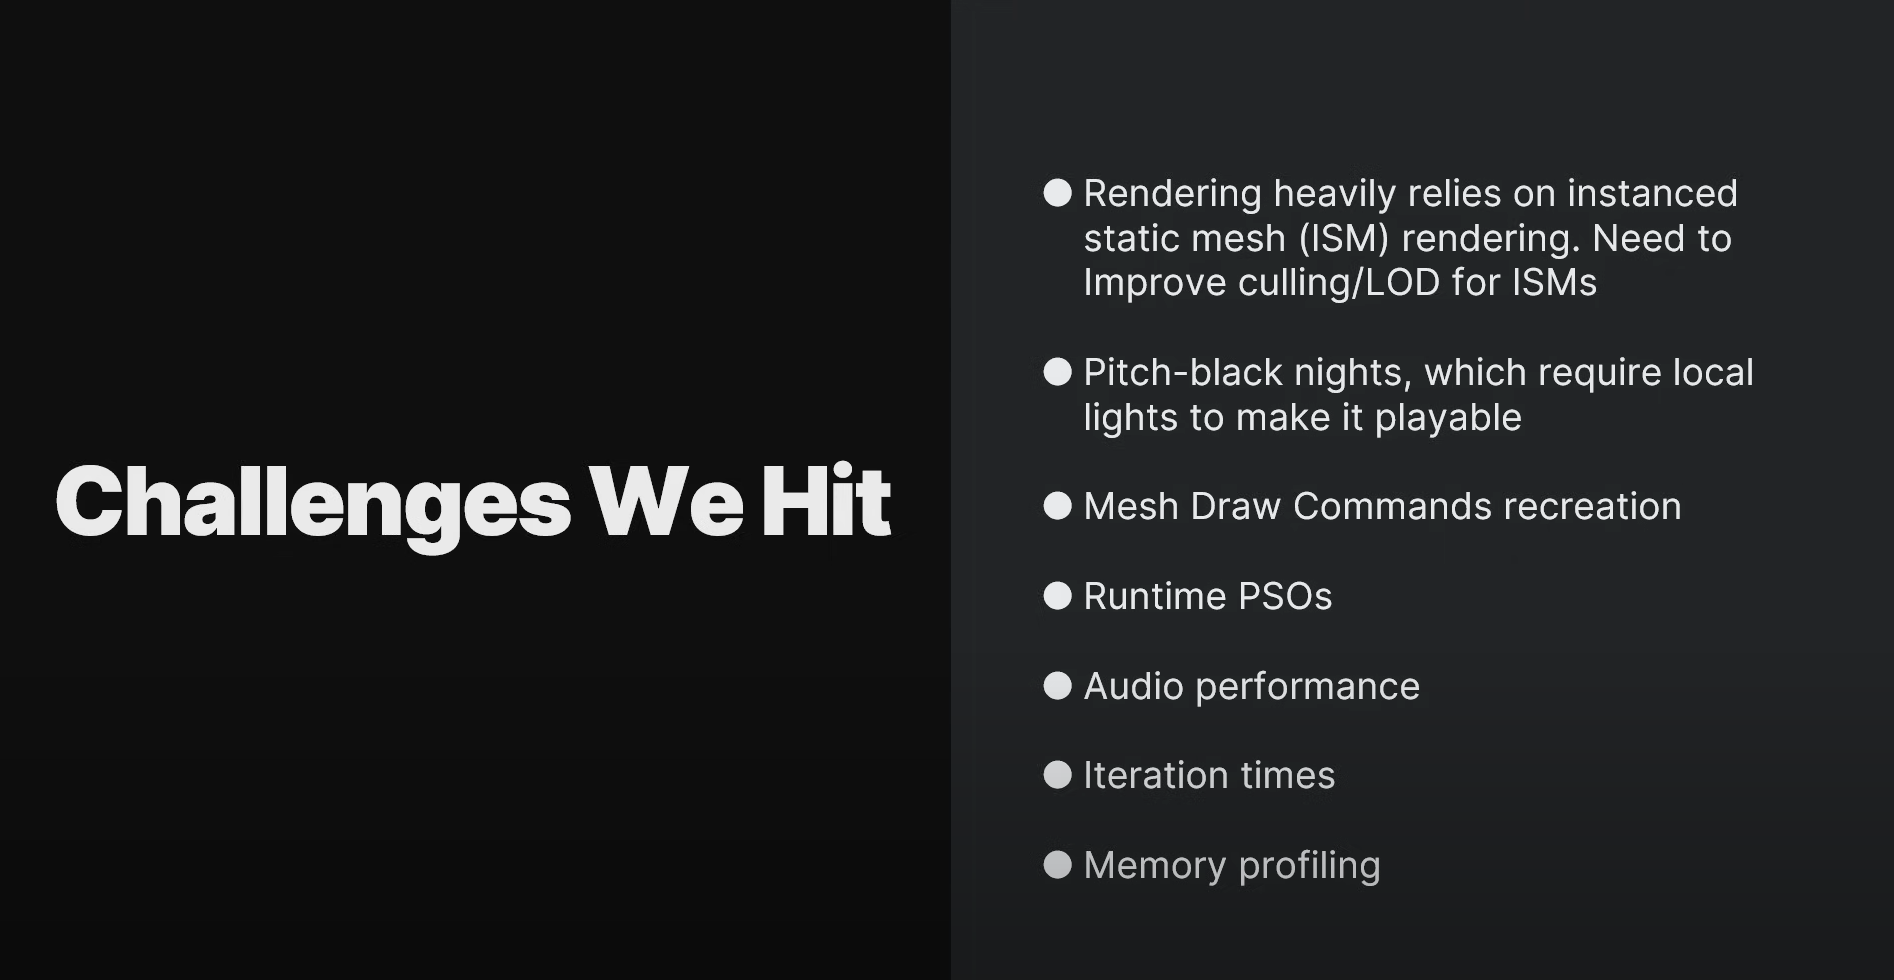 Challenges We Hit
● Rendering heavily relies on instanced
static mesh (ISM) rendering. Need to
Improve culling/LOD for ISMs
● Pitch-black nights, which require local
lights to make it playable
● Mesh Draw Commands recreation
● Runtime PSOs
● Audio performance
● Iteration times
● Memory profiling